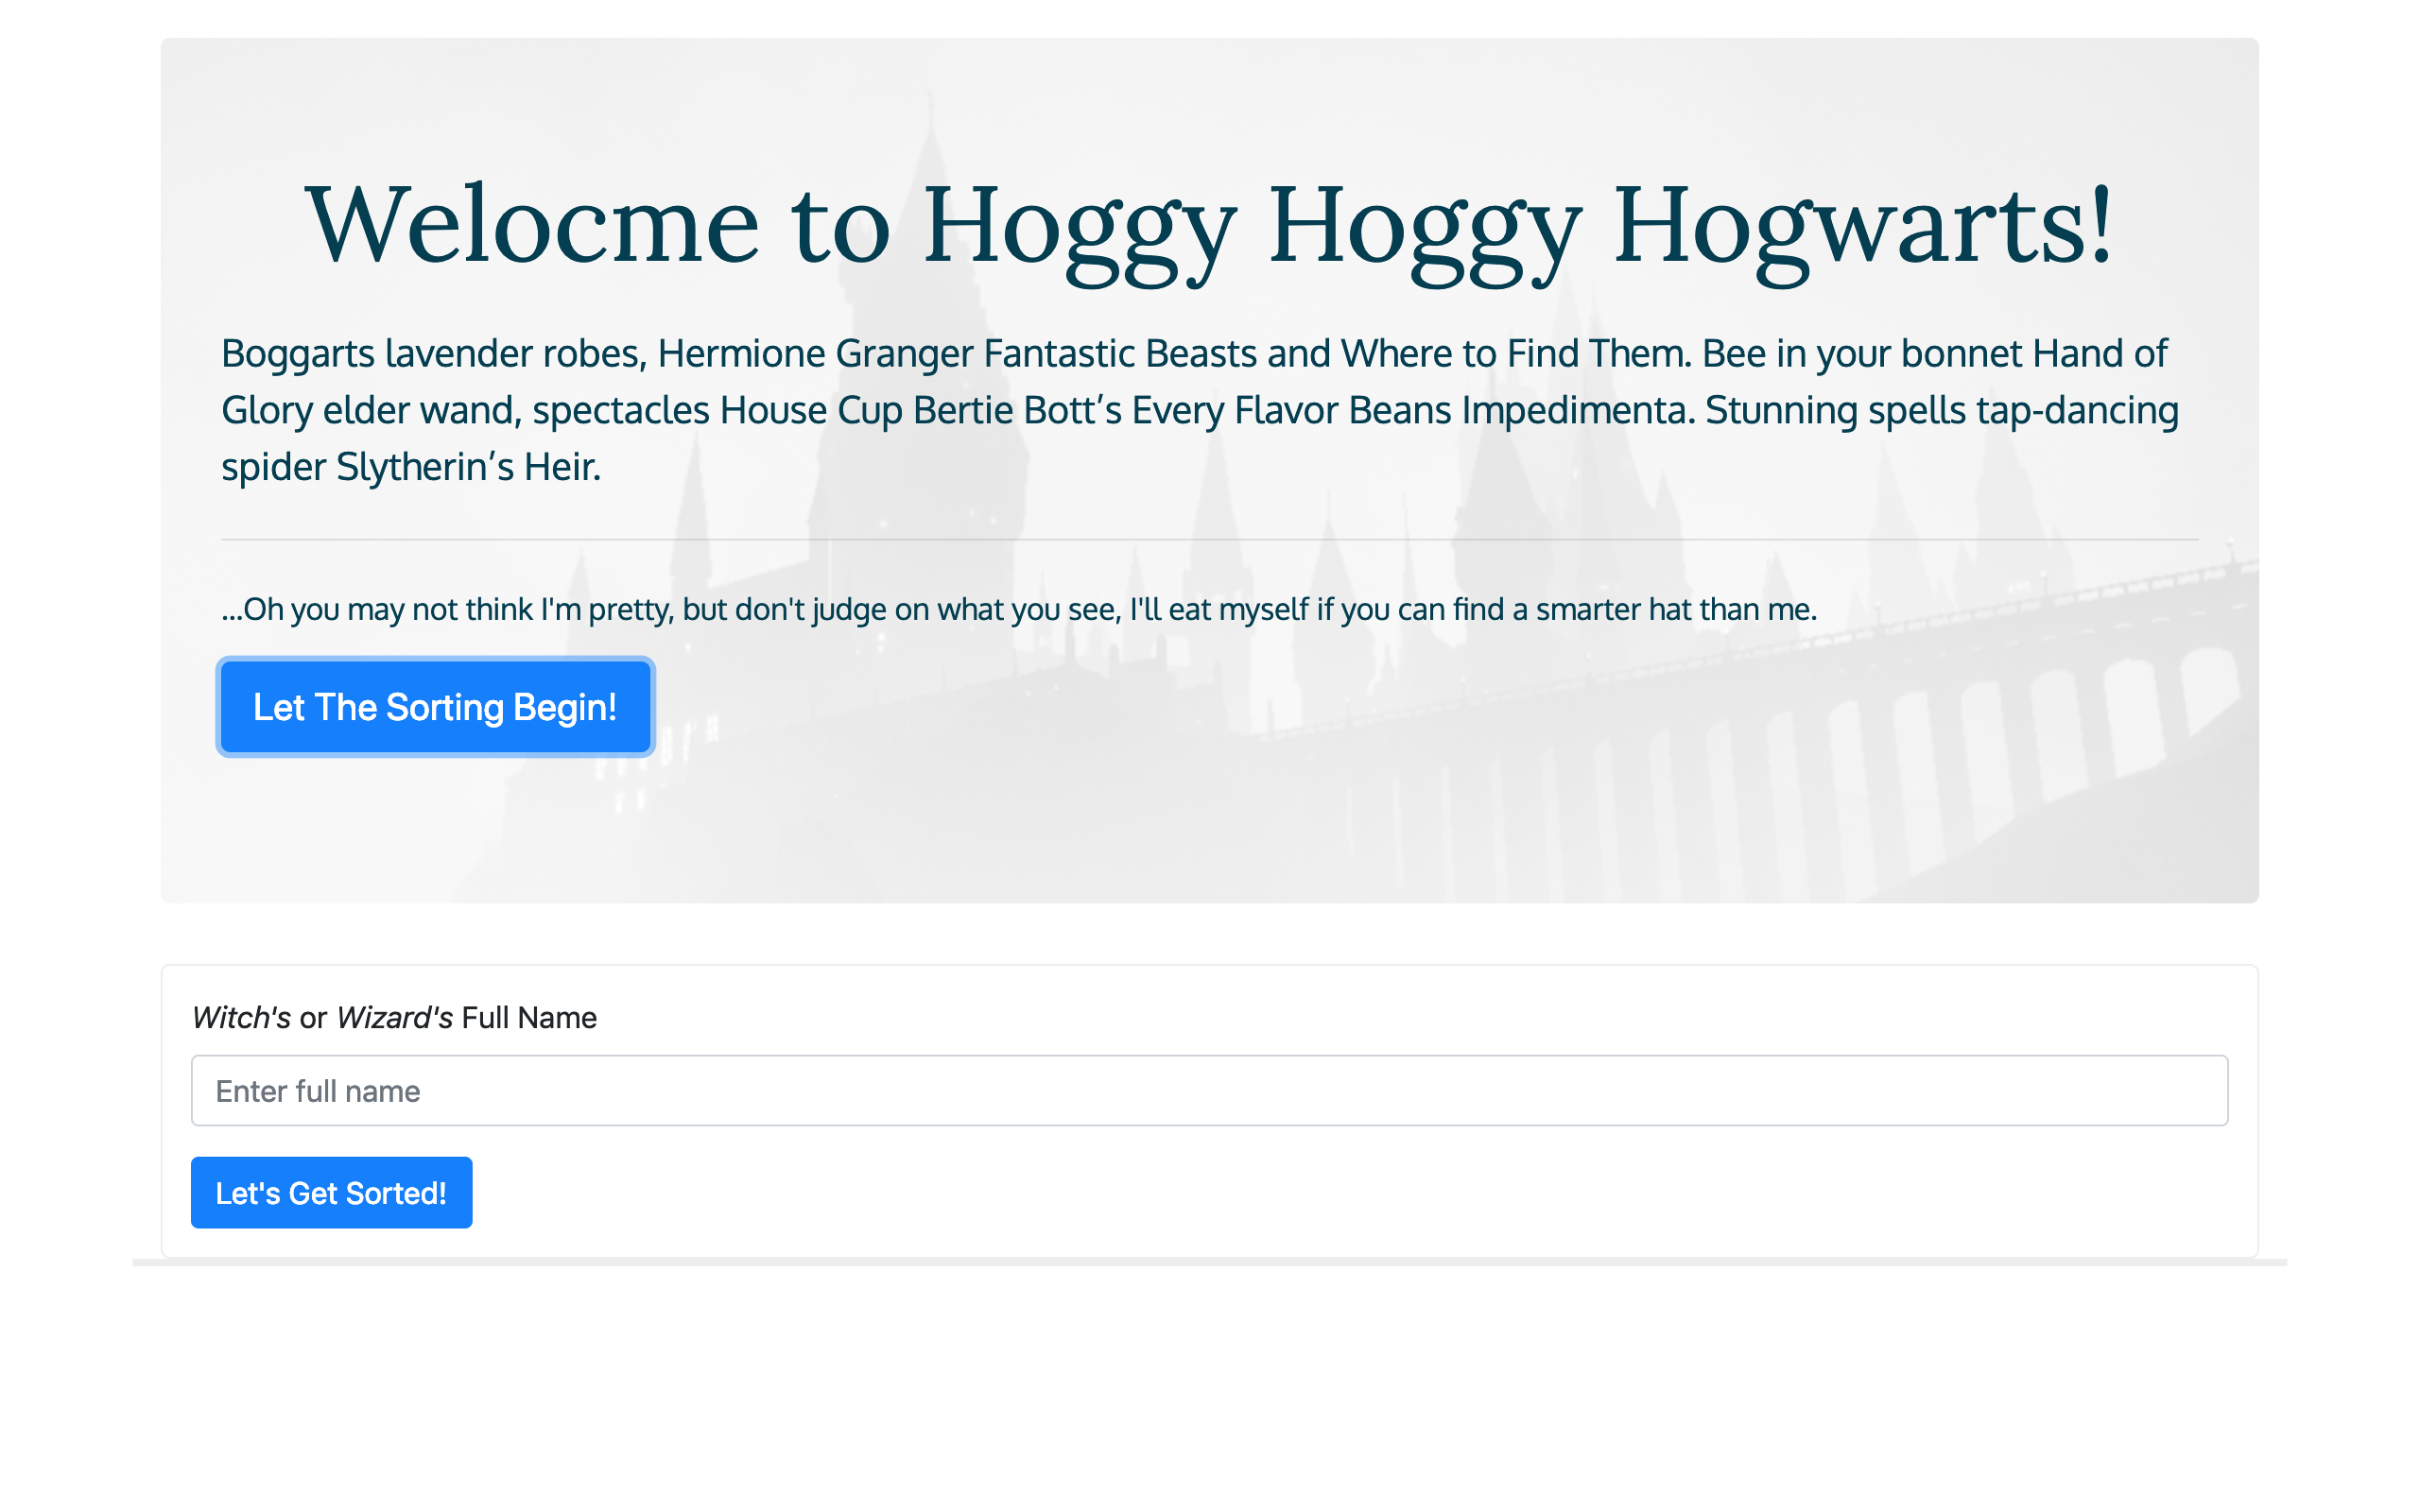 Welocme to Hoggy Hoggy Hogwarts!
Boggarts lavender robes, Hermione Granger Fantastic Beasts and Where to Find Them. Bee in your bonnet Hand of
Glory elder wand, spectacles House Cup Bertie Bott’s Every Flavor Beans Impedimenta. Stunning spells tap-dancing
spider Slytherin’s Heir.
...Oh you may not think I'm pretty, but don't judge on what you see, I'll eat myself if you can find a smarter hat than me.
Let The Sorting Begin!
Witch's or Wizard's Full Name
Enter full name
Let's Get Sorted!